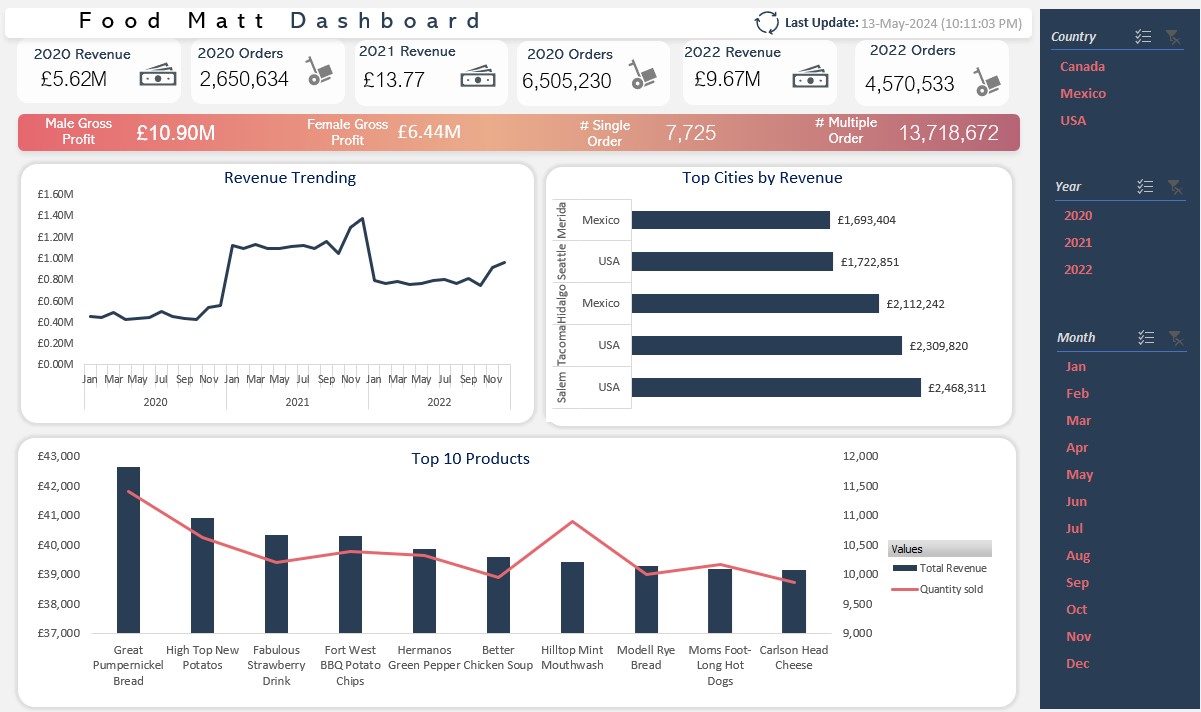 Food Matt Dashboard
Last Update: 13-May-2024 (10:11:03 PM)
2020 Revenue
£5.62M
2020 Orders
2,650,634
2021 Revenue
£13.77
2020 Orders
6,505,230
2022 Revenue
£9.67M
2022 Orders
4,570,533
Male Gross
Profit
£10.90M
Female Gross
Profit
£6.44M
# Single
Order
7,725
# Multiple
Order
13,718,672
Revenue Trending
£1.60M
£1.40M
£1.20M
£1.00M
£0.80M
£0.60M
£0.40M
£0.20M
£0.00M
Jan Mar May Jul Sep Nov Jan Mar May Jul Sep Nov Jan Mar May Jul Sep Nov
2020 2021 2022
Top Cities by Revenue
Merida Mexico £1,693,404
Seattle USA £1,722,851
Hidalgo Mexico £2,112,242
Tacoma USA £2,309,820
Salem USA £2,468,311
Top 10 Products
£43,000
£42,000
£41,000
£40,000
£39,000
£38,000
£37,000
12,000
11,500
11,000
10,500
10,000
9,500
9,000
Great
Pumpernickel
Bread
High Top New
Potatos
Fabulous
Strawberry
Drink
Fort West
BBQ Potato
Chips
Hermanos
Green Pepper
Better
Chicken Soup
Hilltop Mint
Mouthwash
Modell Rye
Bread
Moms Foot-
Long Hot
Dogs
Carlson Head
Cheese
Values
Total Revenue
Quantity sold
Country
Canada
Mexico
USA
Year
2020
2021
2022
Month
Jan
Feb
Mar
Apr
May
Jun
Jul
Aug
Sep
Oct
Nov
Dec